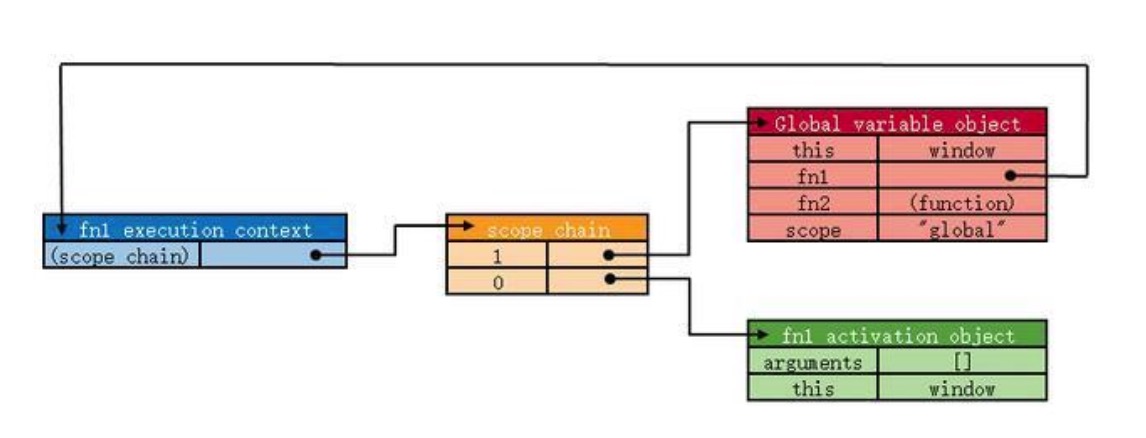 Global variable object
this window
fn1
fn2 (function)
scope "global"
fn1 execution context
(scope chain)
scope chain
1
0
fn1 activation object
arguments []
this window